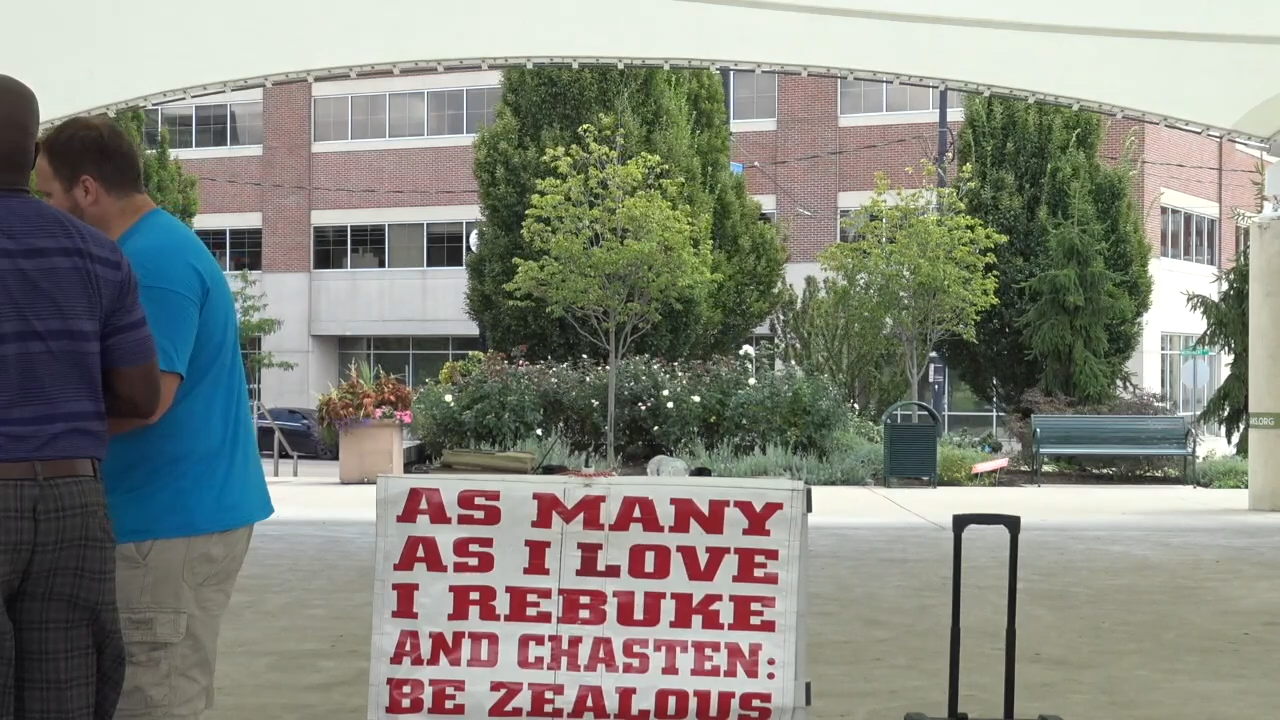 AS MANY
AS I LOVE
I REBUKE
AND CHASTEN:
BE ZEALOUS